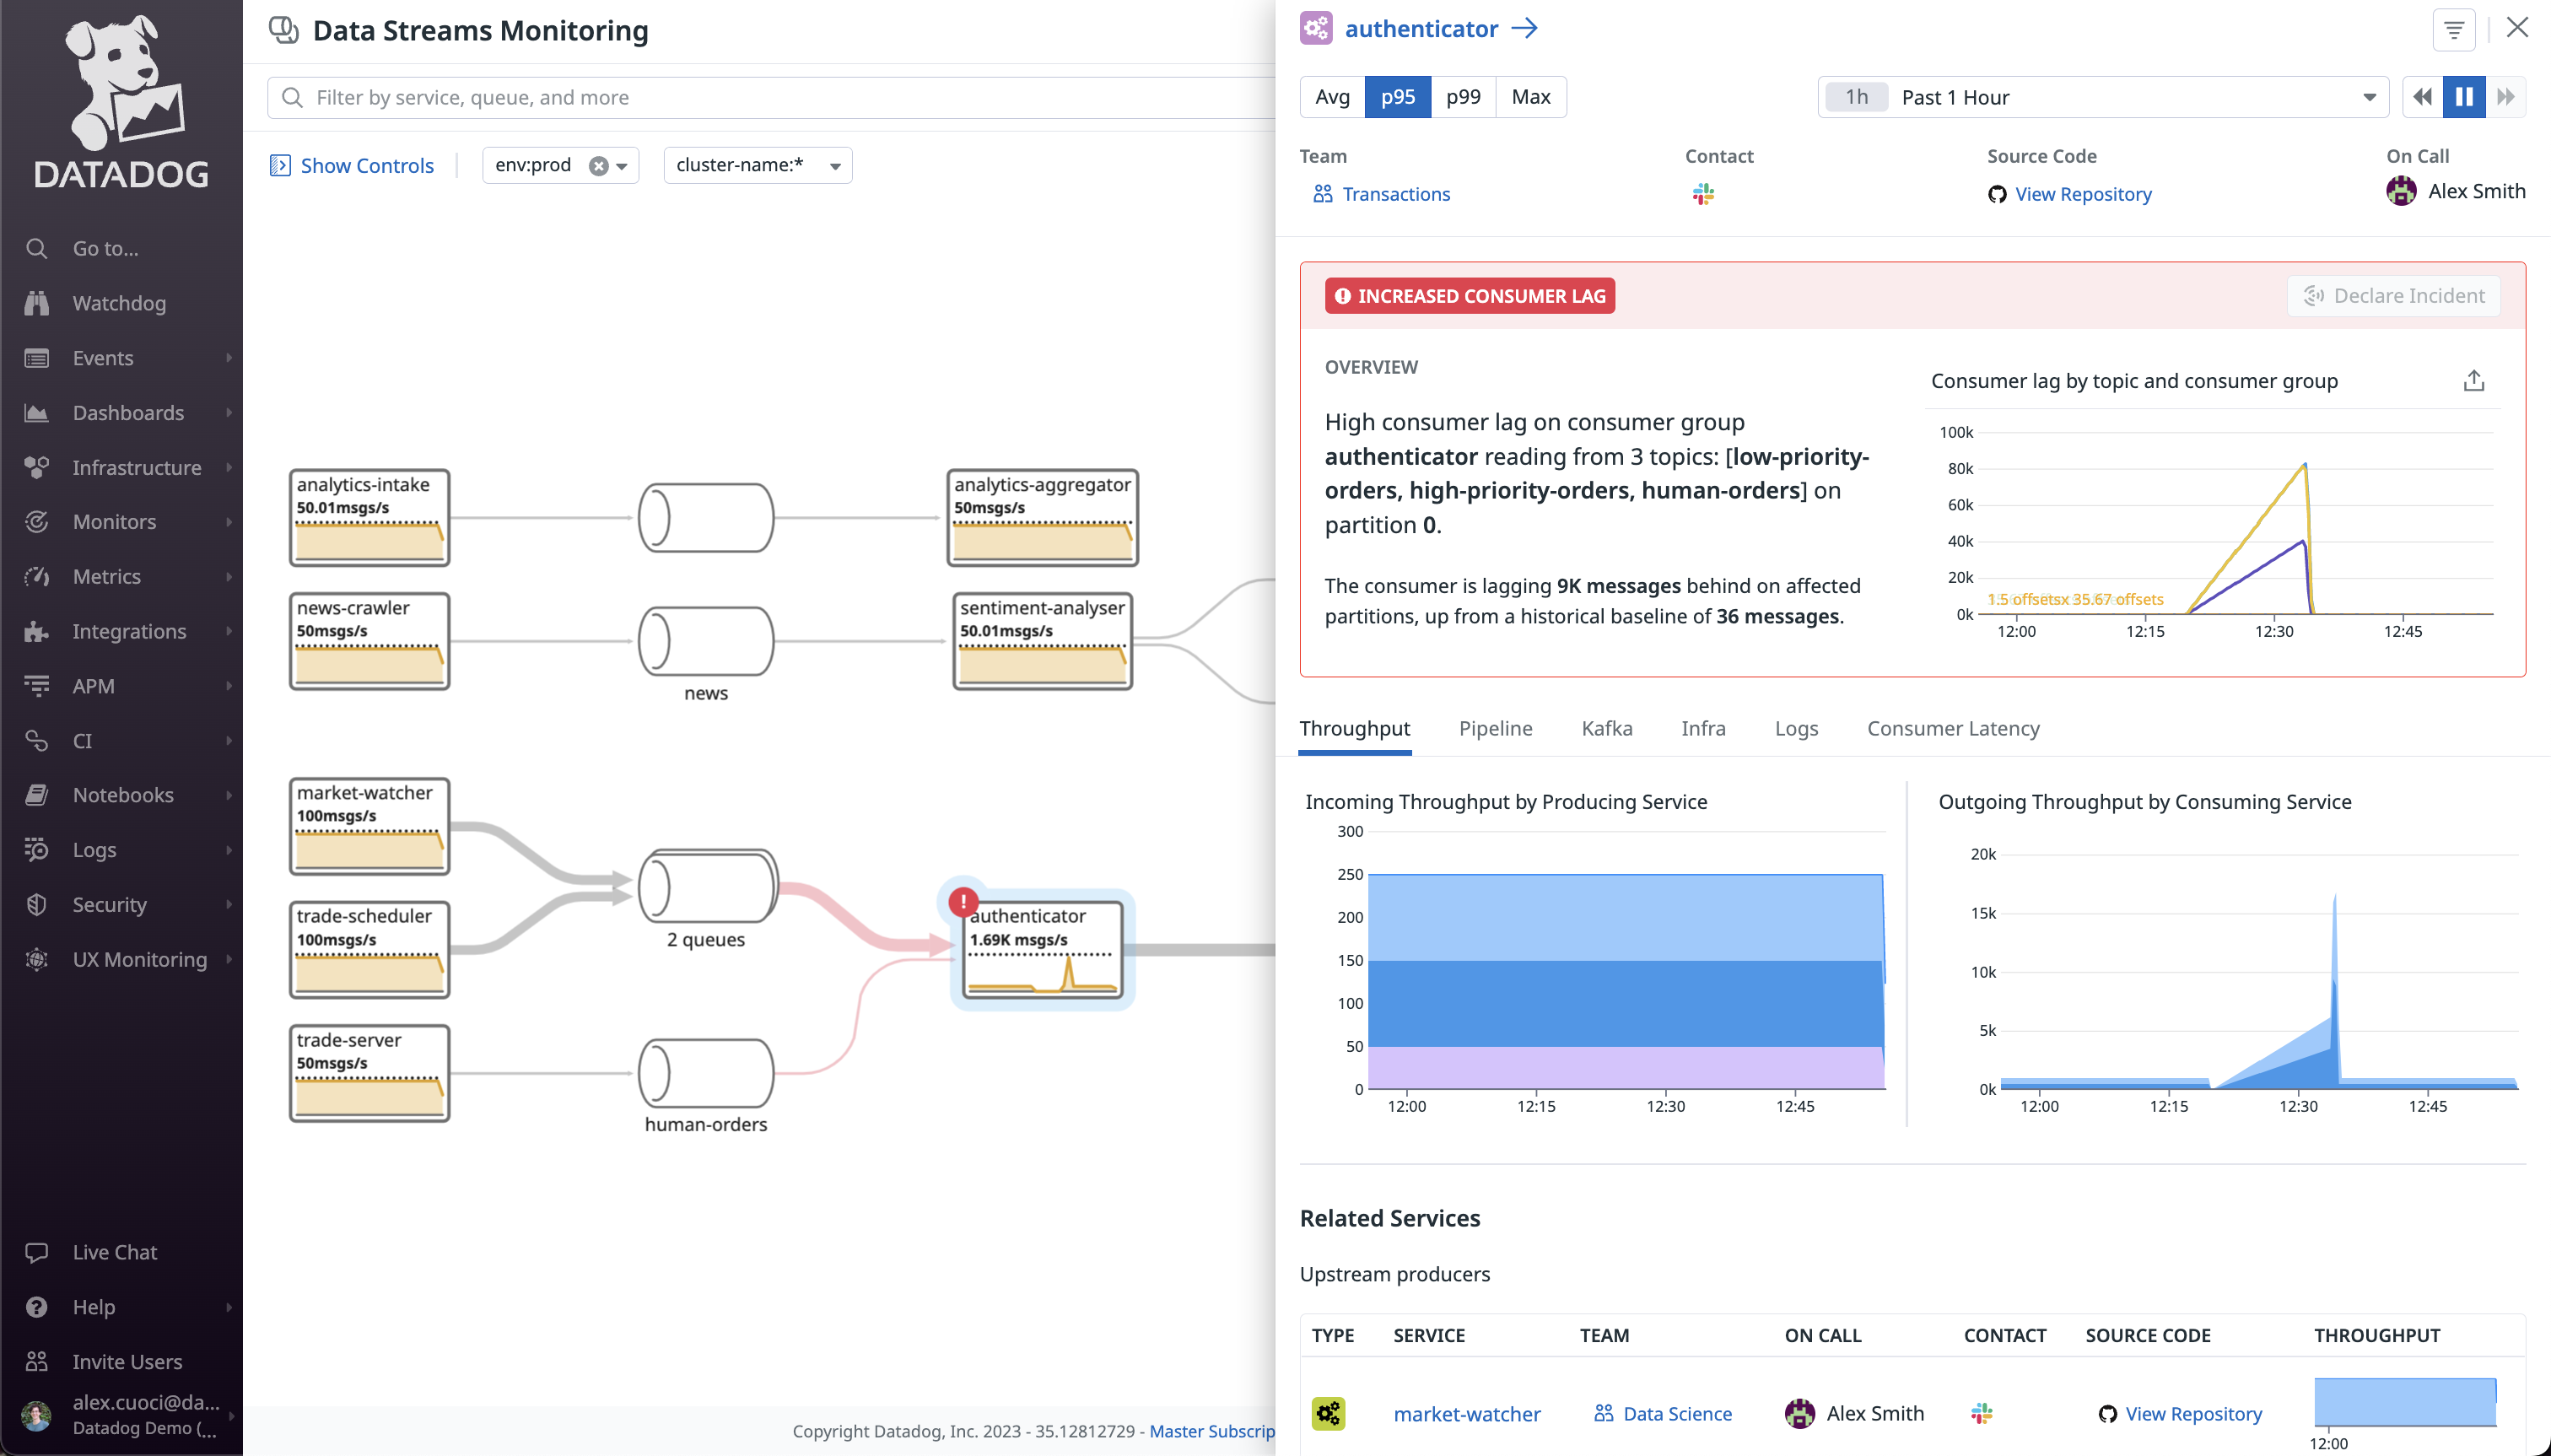 DATADOG
Go to...
Watchdog
Events
Dashboards
Infrastructure
Monitors
Metrics
Integrations
APM
CI
Notebooks
Logs
Security
UX Monitoring
Live Chat
Help
Invite Users
alex.cuoci@da...
Datadog Demo (...
Data Streams Monitoring
Filter by service, queue, and more
Show Controls
env:prod
cluster-name:*
analytics-intake
50.01msgs/s
analytics-aggregator
50msgs/s
news-crawler
50msgs/s
news
sentiment-analyser
50.01msgs/s
market-watcher
100msgs/s
trade-scheduler
100msgs/s
2 queues
authenticator
1.69K msgs/s
trade-server
50msgs/s
human-orders
Copyright Datadog, Inc. 2023 - 35.12812729 - Master Subscrip
authenticator
Avg p95 p99 Max
1h Past 1 Hour
Team
Transactions
Contact
Source Code
View Repository
On Call
Alex Smith
INCREASED CONSUMER LAG
Declare Incident
OVERVIEW
High consumer lag on consumer group
authenticator reading from 3 topics: [low-priority-
orders, high-priority-orders, human-orders] on
partition 0.
The consumer is lagging 9K messages behind on affected
partitions, up from a historical baseline of 36 messages.
Consumer lag by topic and consumer group
100k
80k
60k
40k
20k
0k
1.5 offsetsx 35.67 offsets
12:00 12:15 12:30 12:45
Throughput Pipeline Kafka Infra Logs Consumer Latency
Incoming Throughput by Producing Service
300
250
200
150
100
50
0
12:00 12:15 12:30 12:45
Outgoing Throughput by Consuming Service
20k
15k
10k
5k
0k
12:00 12:15 12:30 12:45
Related Services
Upstream producers
TYPE SERVICE TEAM ON CALL CONTACT SOURCE CODE THROUGHPUT
market-watcher Data Science Alex Smith View Repository
12:00